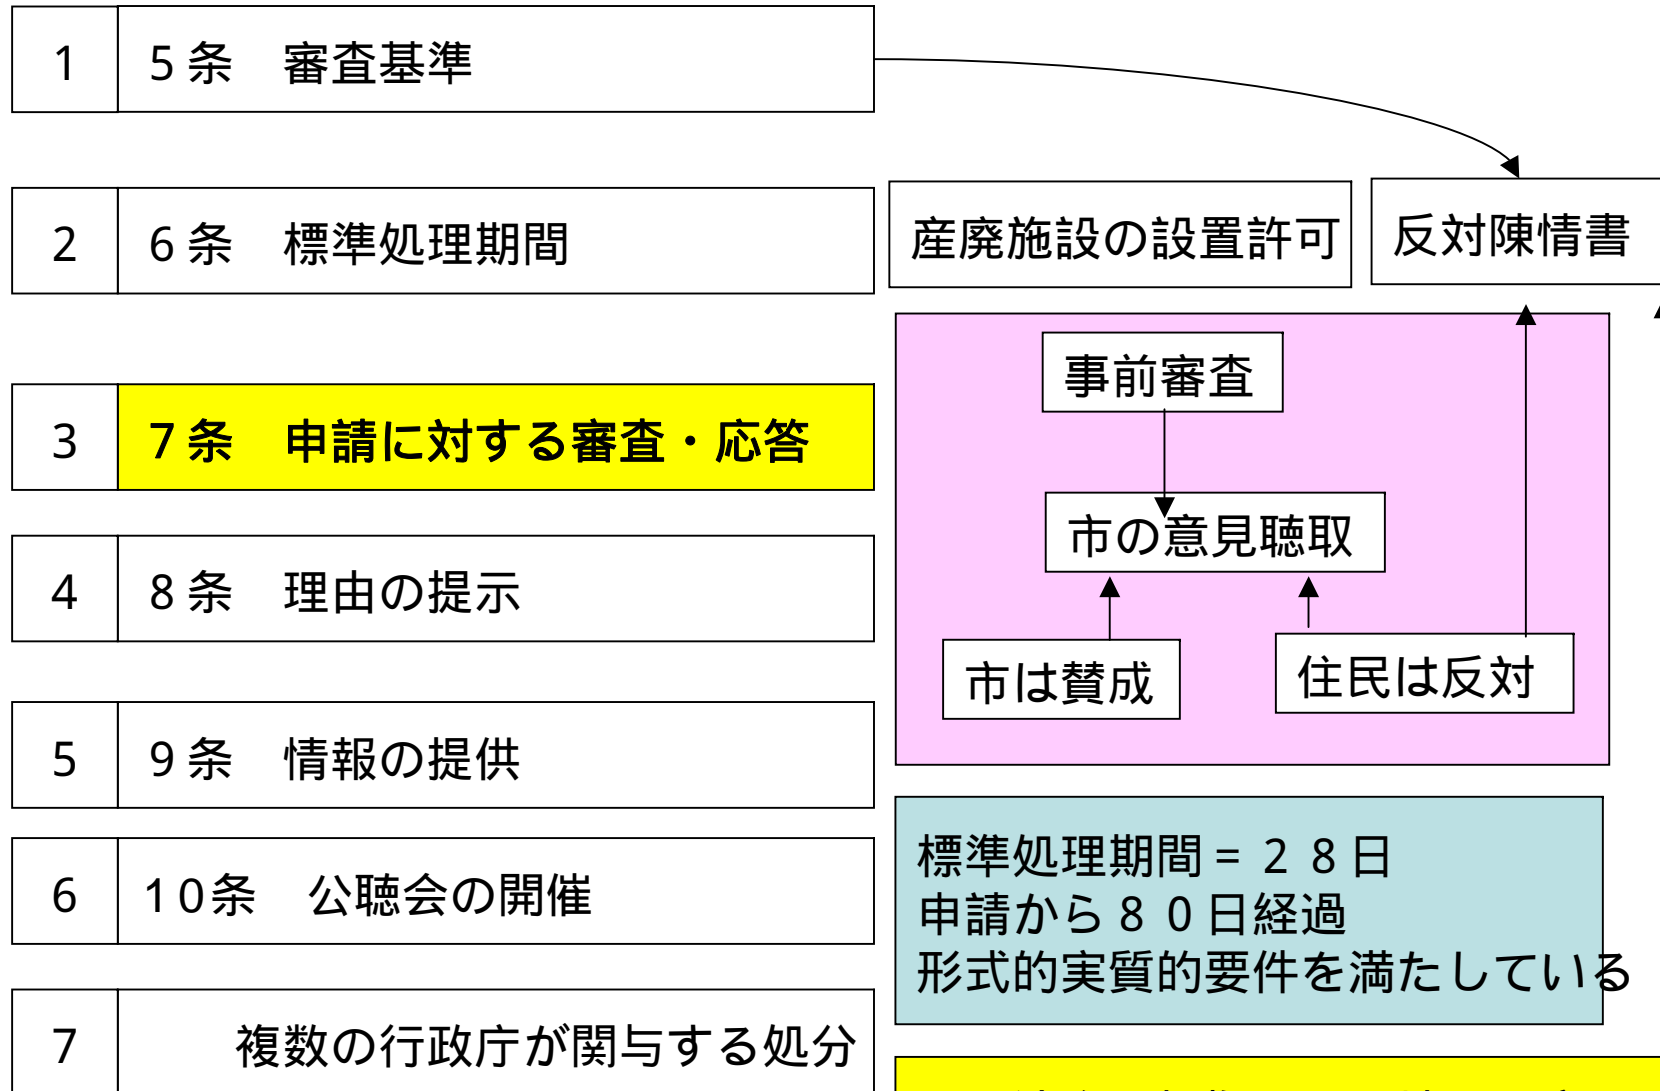 1 5条 審査基準
2 6条 標準処理期間
3 7条 申請に対する審査・応答
4 8条 理由の提示
5 9条 情報の提供
6 10条 公聴会の開催
7 複数の行政庁が関与する処分
産廃施設の設置許可
反対陳情書
事前審査
市の意見聴取
市は賛成
住民は反対
標準処理期間=28日
申請から80日経過
形式的実質的要件を満たしている